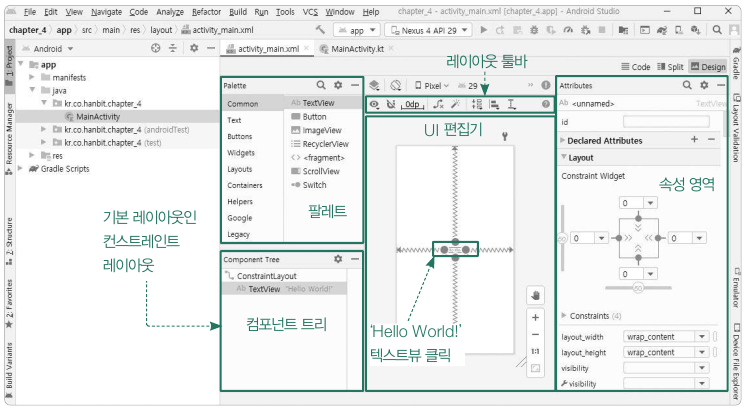 File Edit View Navigate Code Analyze Refactor Build Run Tools VCS Window Help chapter_4 - activity_main.xml [chapter_4.app] - Android Studio
chapter_4 app src main res layout activity_main.xml app Nexus 4 API 29
Android
activity_main.xml MainActivity.kt
레이아웃 툴바
Code Split Design
1: Project
Resource Manager
2: Structure
2: Favorites
Build Variants
app
manifests
java
kr.co.hanbit.chapter_4
MainActivity
kr.co.hanbit.chapter_4 (androidTest)
kr.co.hanbit.chapter_4 (test)
res
Gradle Scripts
기본 레이아웃인
컨스트레인트
레이아웃
Palette
Common
Text
Buttons
Widgets
Layouts
Containers
Helpers
Google
Legacy
Ab TextView
Button
ImageView
RecyclerView
<> <fragment>
ScrollView
Switch
팔레트
Component Tree
ConstraintLayout
Ab TextView "Hello World!"
컴포넌트 트리
Pixel 29
0dp
UI 편집기
'Hello World!'
텍스트뷰 클릭
+
−
1:1
Attributes
Ab <unnamed> TextView
id
Declared Attributes + −
Layout
Constraint Widget
속성 영역
0
50 0 0
0
50
Constraints (4)
layout_width wrap_content
layout_height wrap_content
visibility
visibility
Gradle
Layout Validation
Emulator
Device File Explorer